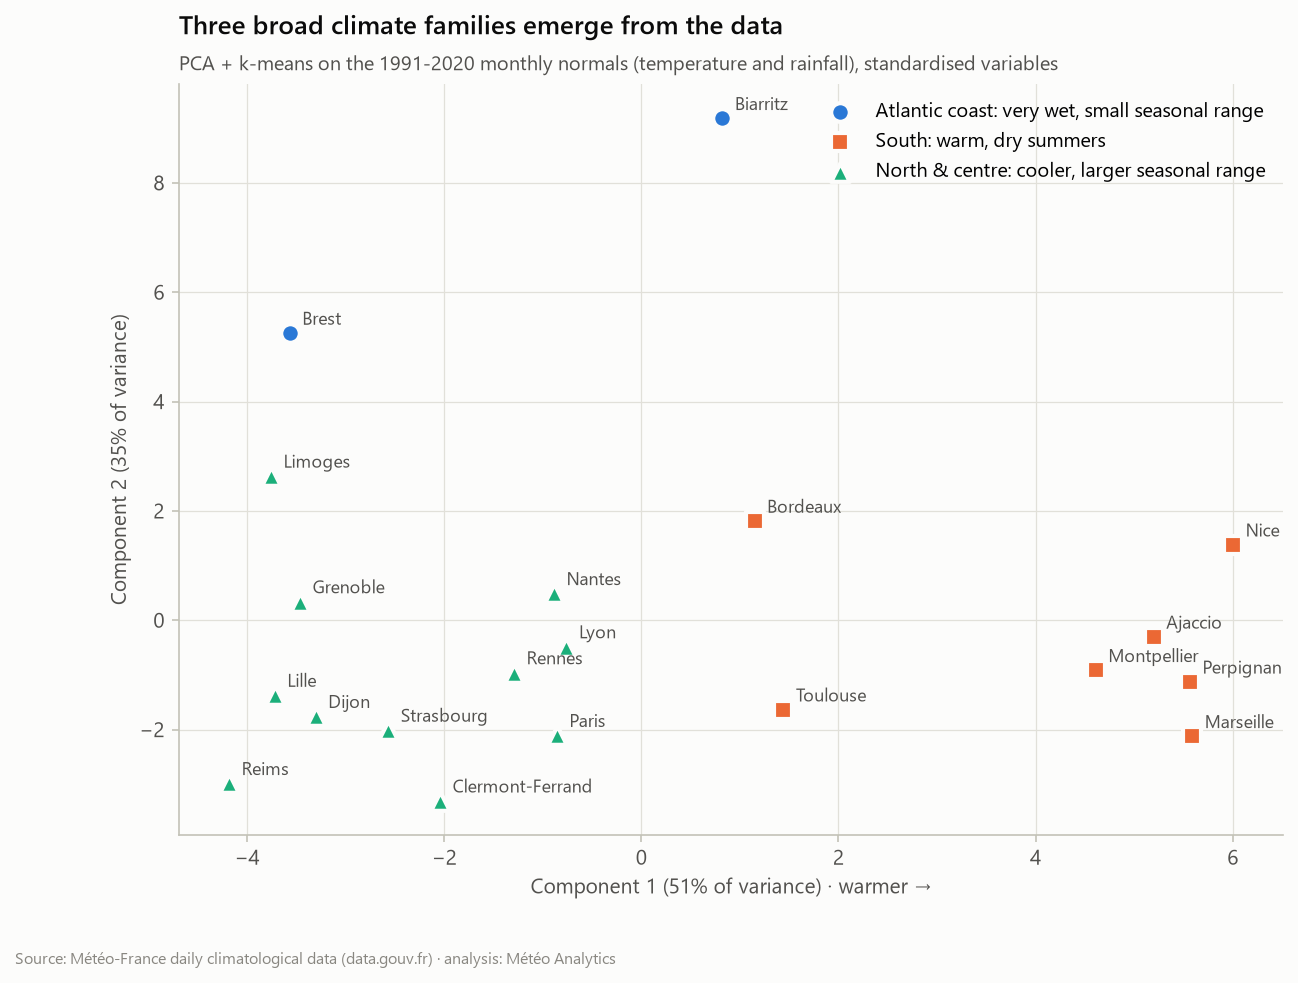 Three broad climate families emerge from the data
PCA + k-means on the 1991-2020 monthly normals (temperature and rainfall), standardised variables
Atlantic coast: very wet, small seasonal range
South: warm, dry summers
North & centre: cooler, larger seasonal range
Biarritz
Brest
Limoges
Bordeaux
Nice
Grenoble
Nantes
Ajaccio
Lyon
Rennes
Montpellier
Perpignan
Lille
Dijon
Toulouse
Strasbourg
Paris
Marseille
Reims
Clermont-Ferrand
8
6
4
2
0
−2
Component 2 (35% of variance)
−4
−2
0
2
4
6
Component 1 (51% of variance) · warmer →
Source: Météo-France daily climatological data (data.gouv.fr) · analysis: Météo Analytics